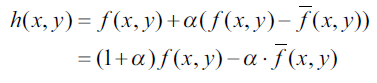 h(x, y) = f(x, y) + α(f(x, y) − f̅(x, y))
= (1 + α) f(x, y) − α · f̅(x, y)